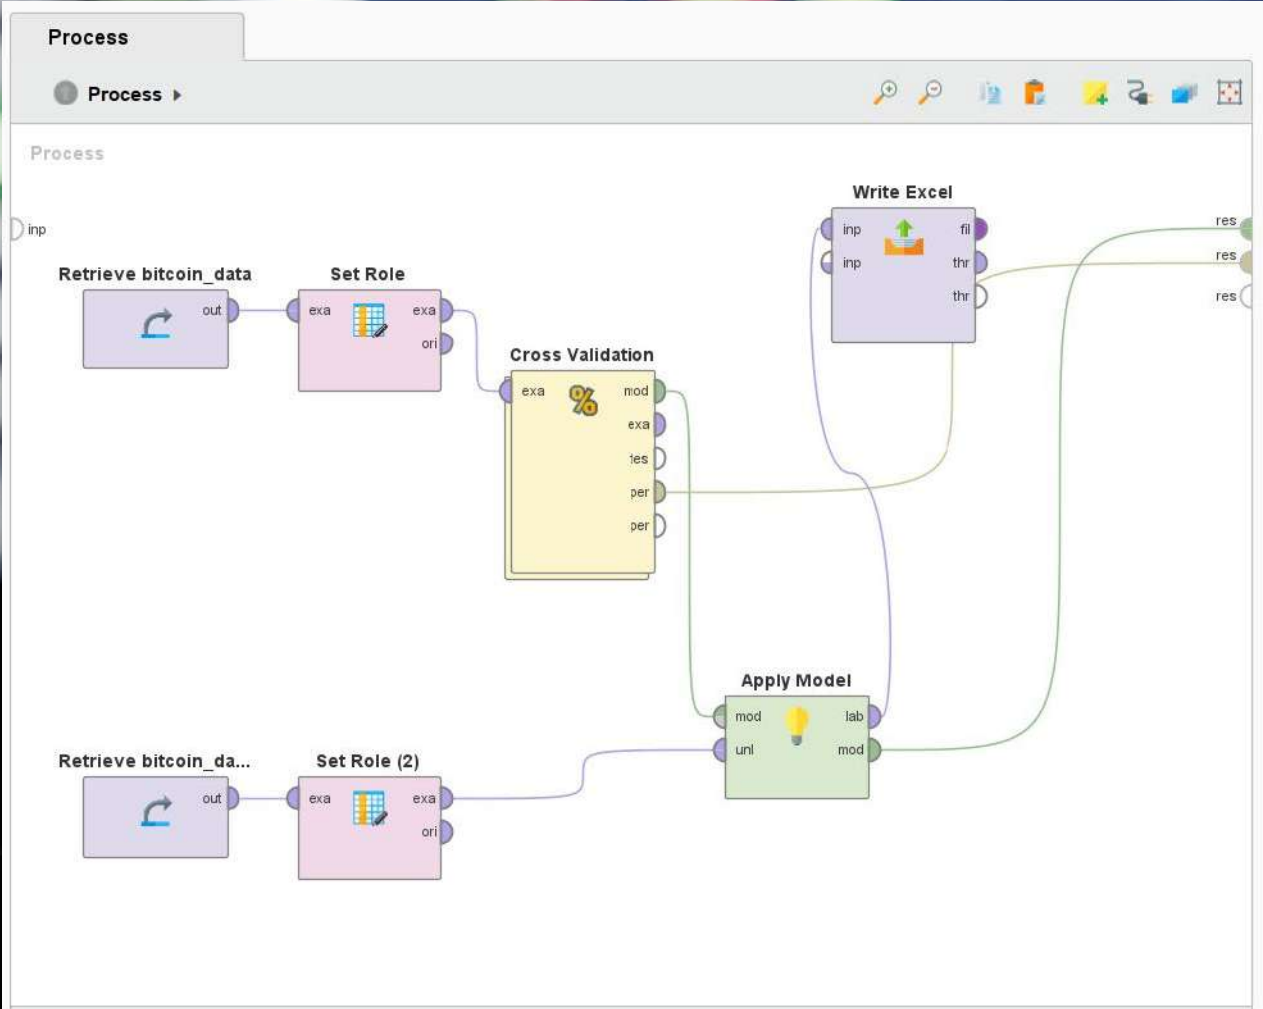 Process
Process
Process
inp
Write Excel
inp
fil
inp
thr
thr
res
res
res
Retrieve bitcoin_data
out
Set Role
exa
exa
ori
Cross Validation
exa
mod
exa
tes
per
per
Apply Model
mod
lab
unl
mod
Retrieve bitcoin_da...
out
Set Role (2)
exa
exa
ori